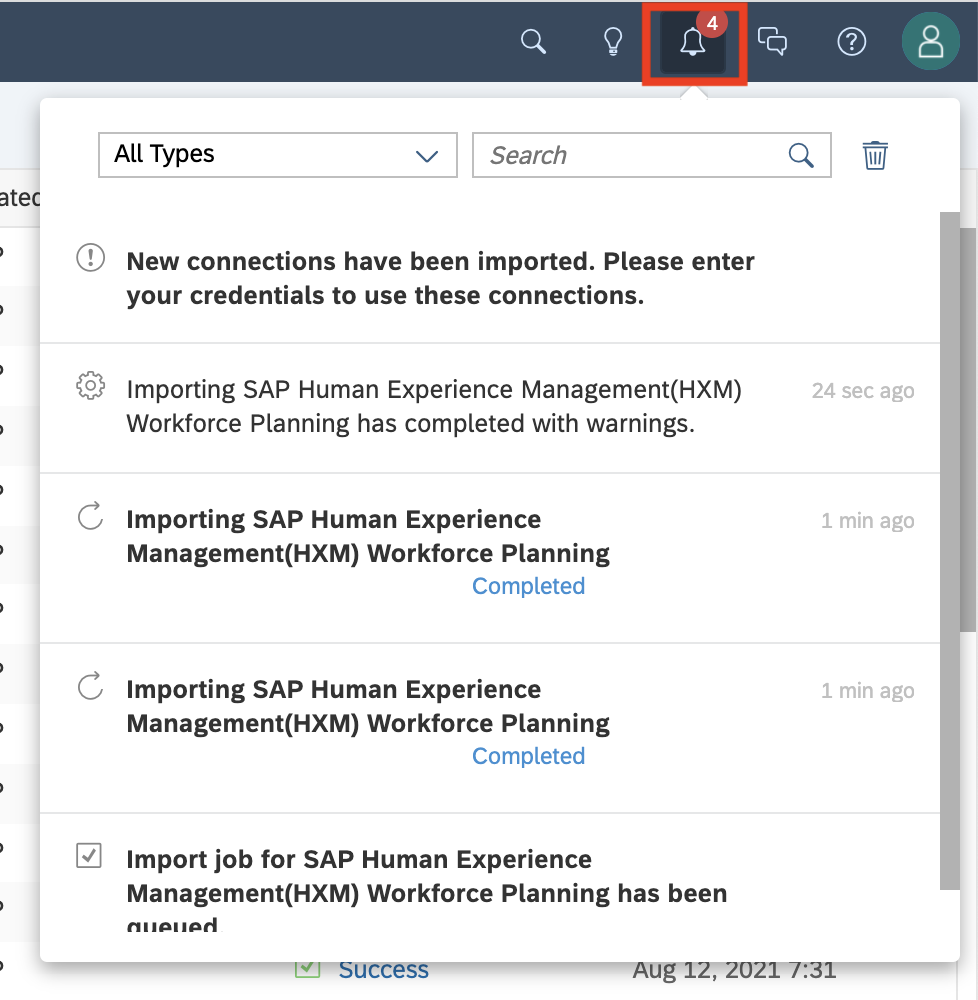 4
All Types
Search
ated
New connections have been imported. Please enter
your credentials to use these connections.
Importing SAP Human Experience Management(HXM)
Workforce Planning has completed with warnings.
24 sec ago
Importing SAP Human Experience
Management(HXM) Workforce Planning
1 min ago
Completed
Importing SAP Human Experience
Management(HXM) Workforce Planning
1 min ago
Completed
Import job for SAP Human Experience
Management(HXM) Workforce Planning has been
queued.
Success
Aug 12, 2021 7:31